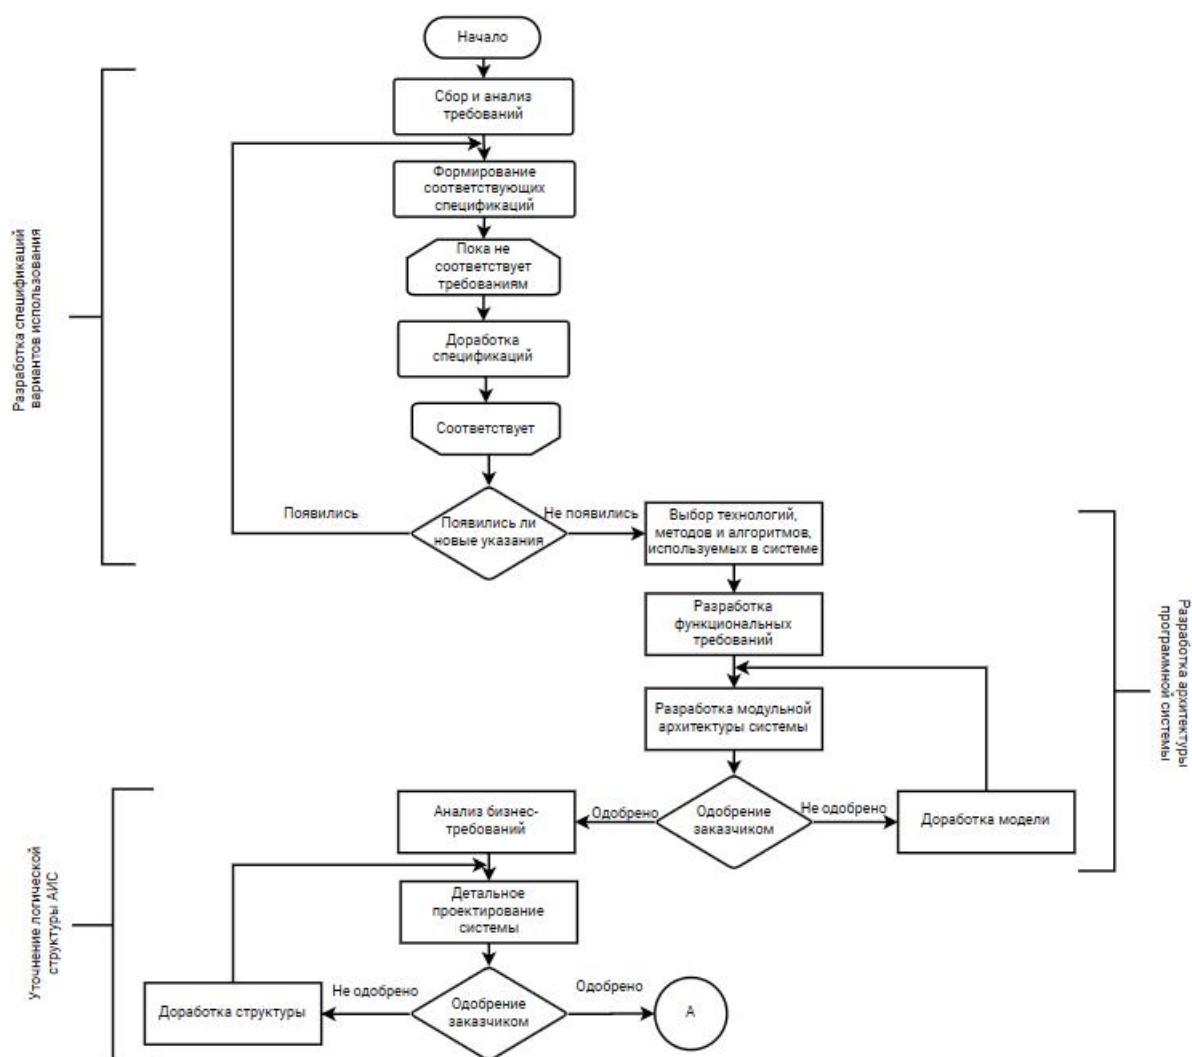 Начало
Сбор и анализ
требований
Формирование
соответствующих
спецификаций
Пока не
соответствует
требованиям
Доработка
спецификаций
Соответствует
Разработка спецификаций
вариантов использования
Появились
Появились ли
новые указания
Не появились
Выбор технологий,
методов и алгоритмов,
используемых в системе
Разработка
функциональных
требований
Разработка модульной
архитектуры системы
Разработка архитектуры
программной системы
Одобрение
заказчиком
Не одобрено
Доработка модели
Одобрено
Анализ бизнес-
требований
Детальное
проектирование
системы
Уточнение логической
структуры АИС
Одобрение
заказчиком
Не одобрено
Доработка структуры
Одобрено
А